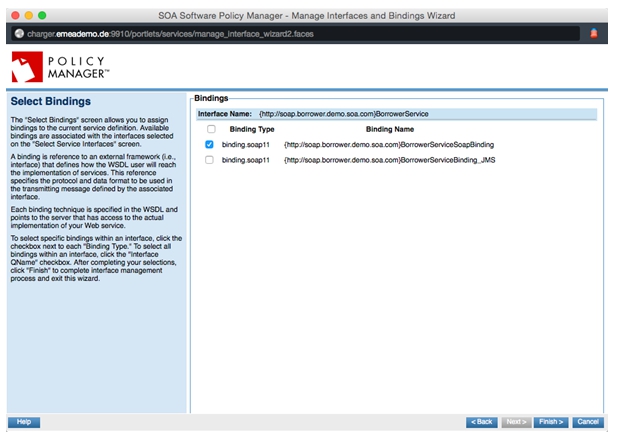 SOA Software Policy Manager - Manage Interfaces and Bindings Wizard
charger.emeademo.de:9910/portlets/services/manage_interface_wizard2.faces
POLICY
MANAGER™
Select Bindings
The "Select Bindings" screen allows you to assign
bindings to the current service definition. Available
bindings are associated with the interfaces selected
on the "Select Service Interfaces" screen.
A binding is reference to an external framework (i.e.,
interface) that defines how the WSDL user will reach
the implementation of services. This reference
specifies the protocol and data format to be used in
the transmitting message defined by the associated
interface.
Each binding technique is specified in the WSDL and
points to the server that has access to the actual
implementation of your Web service.
To select specific bindings within an interface, click the
checkbox next to each "Binding Type." To select all
bindings within an interface, click the "Interface
QName" checkbox. After completing your selections,
click "Finish" to complete interface management
process and exit this wizard.
Bindings
Interface Name: {http://soap.borrower.demo.soa.com}BorrowerService
Binding Type Binding Name
binding.soap11 {http://soap.borrower.demo.soa.com}BorrowerServiceSoapBinding
binding.soap11 {http://soap.borrower.demo.soa.com}BorrowerServiceBinding_JMS
Help < Back Next > Finish > Cancel